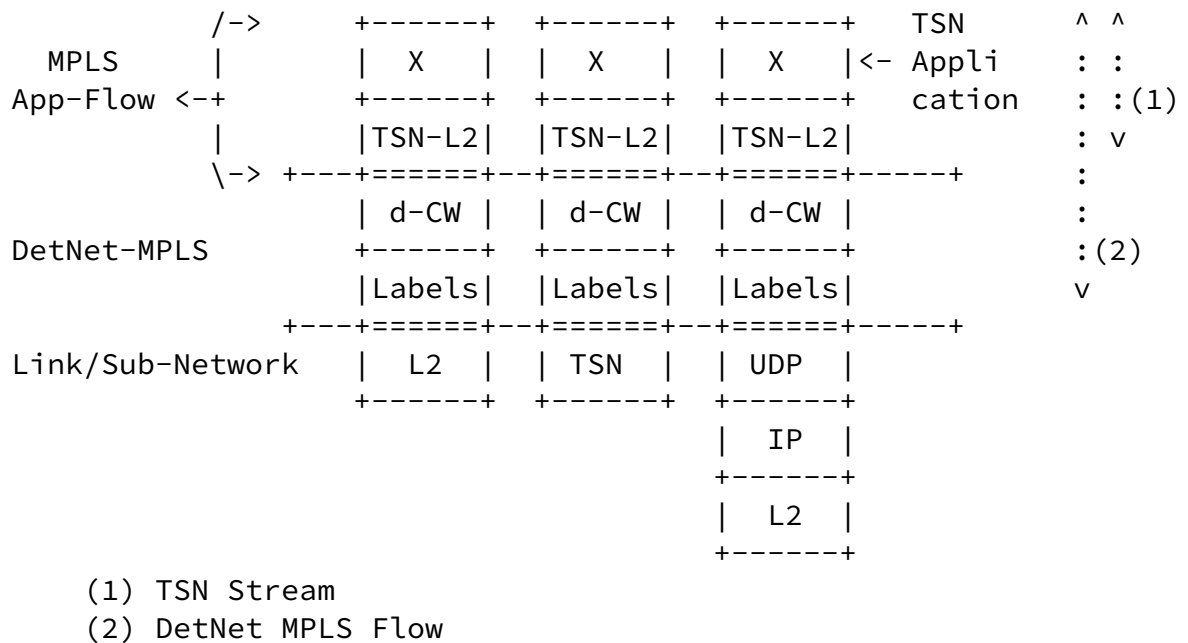 /->        +------+  +------+  +------+    TSN         ^ ^
  MPLS       |          |  X   |  |  X   |  |  X   |<-  Appli       : :
App-Flow   <-+          +------+  +------+  +------+    cation      : :(1)
             |          |TSN-L2|  |TSN-L2|  |TSN-L2|                : v
             \-> +---+======+--+======+--+======+-----+             :
                     | d-CW |  | d-CW |  | d-CW |                   :
DetNet-MPLS          +------+  +------+  +------+                   :(2)
                     |Labels|  |Labels|  |Labels|                   v
                 +---+======+--+======+--+======+-----+
Link/Sub-Network     |  L2  |  | TSN  |  | UDP  |
                     +------+  +------+  +------+
                                         |  IP  |
                                         +------+
                                         |  L2  |
                                         +------+
    (1) TSN Stream
    (2) DetNet MPLS Flow